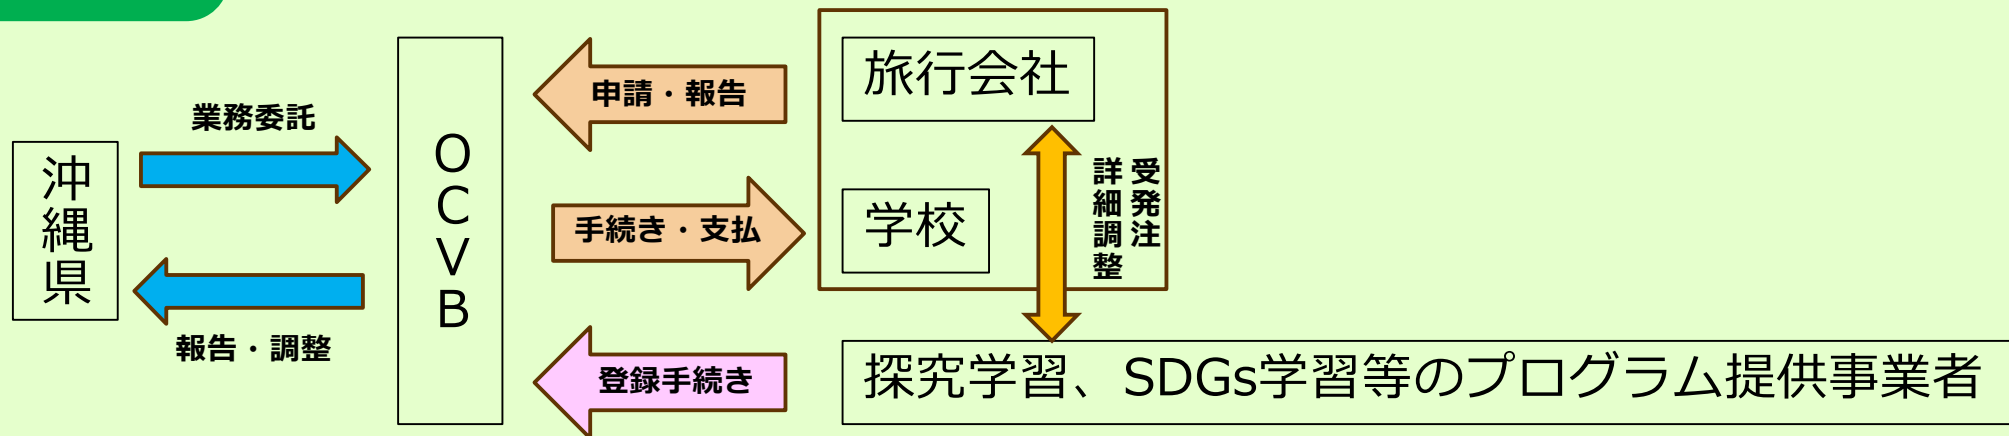 沖縄県
業務委託
報告・調整
OCVB
申請・報告
手続き・支払
登録手続き
旅行会社
学校
受発注
詳細調整
探究学習、SDGs学習等のプログラム提供事業者